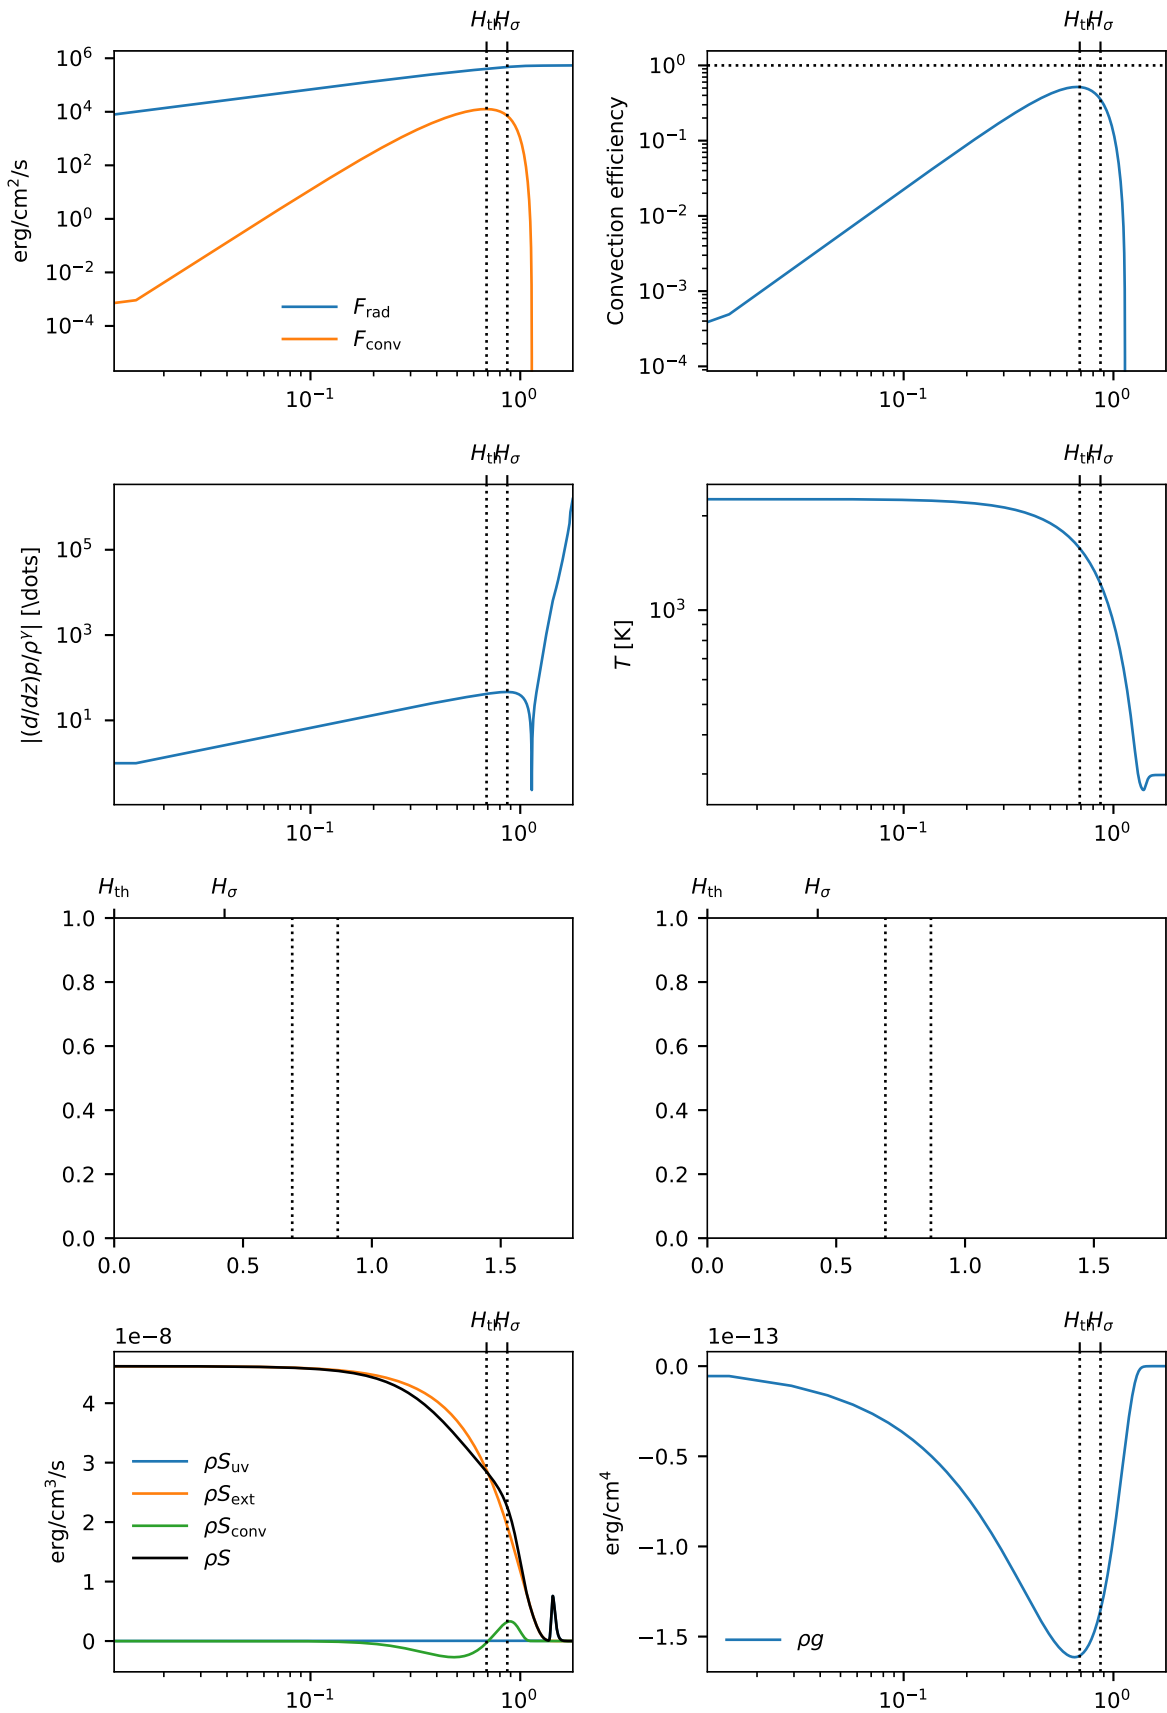 H_th H_σ
H_th H_σ
10^6
10^4
10^2
10^0
10^−2
10^−4
erg/cm^2/s
F_rad
F_conv
10^−1 10^0
10^0
10^−1
10^−2
10^−3
10^−4
Convection efficiency
10^−1 10^0
H_th H_σ
H_th H_σ
10^5
10^3
10^1
|(d/dz)p/ρ^γ| [\dots]
10^−1 10^0
10^3
T [K]
10^−1 10^0
H_th H_σ
H_th H_σ
1.0
0.8
0.6
0.4
0.2
0.0
0.0 0.5 1.0 1.5
1.0
0.8
0.6
0.4
0.2
0.0
0.0 0.5 1.0 1.5
H_th H_σ
H_th H_σ
1e−8
4
3
2
1
0
erg/cm^3/s
ρS_uv
ρS_ext
ρS_conv
ρS
10^−1 10^0
1e−13
0.0
−0.5
−1.0
−1.5
erg/cm^4
ρg
10^−1 10^0